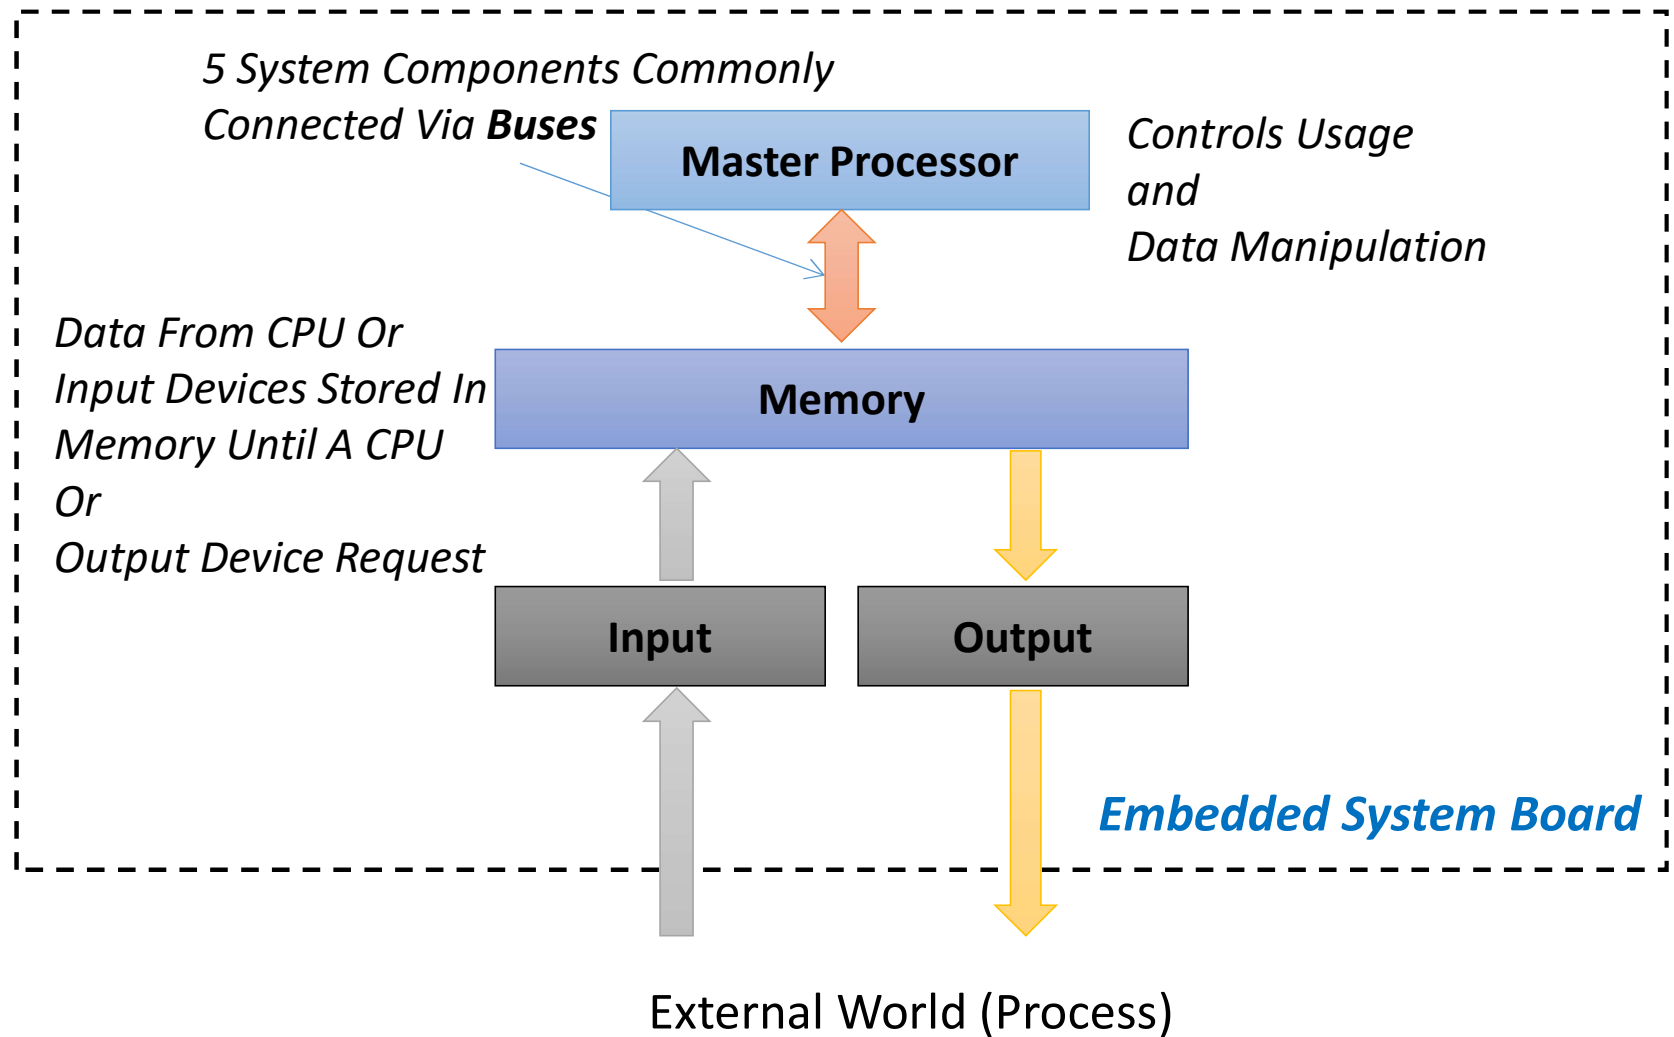 5 System Components Commonly
Connected Via Buses
Master Processor
Controls Usage
and
Data Manipulation
Data From CPU Or
Input Devices Stored In
Memory Until A CPU
Or
Output Device Request
Memory
Input
Output
Embedded System Board
External World (Process)